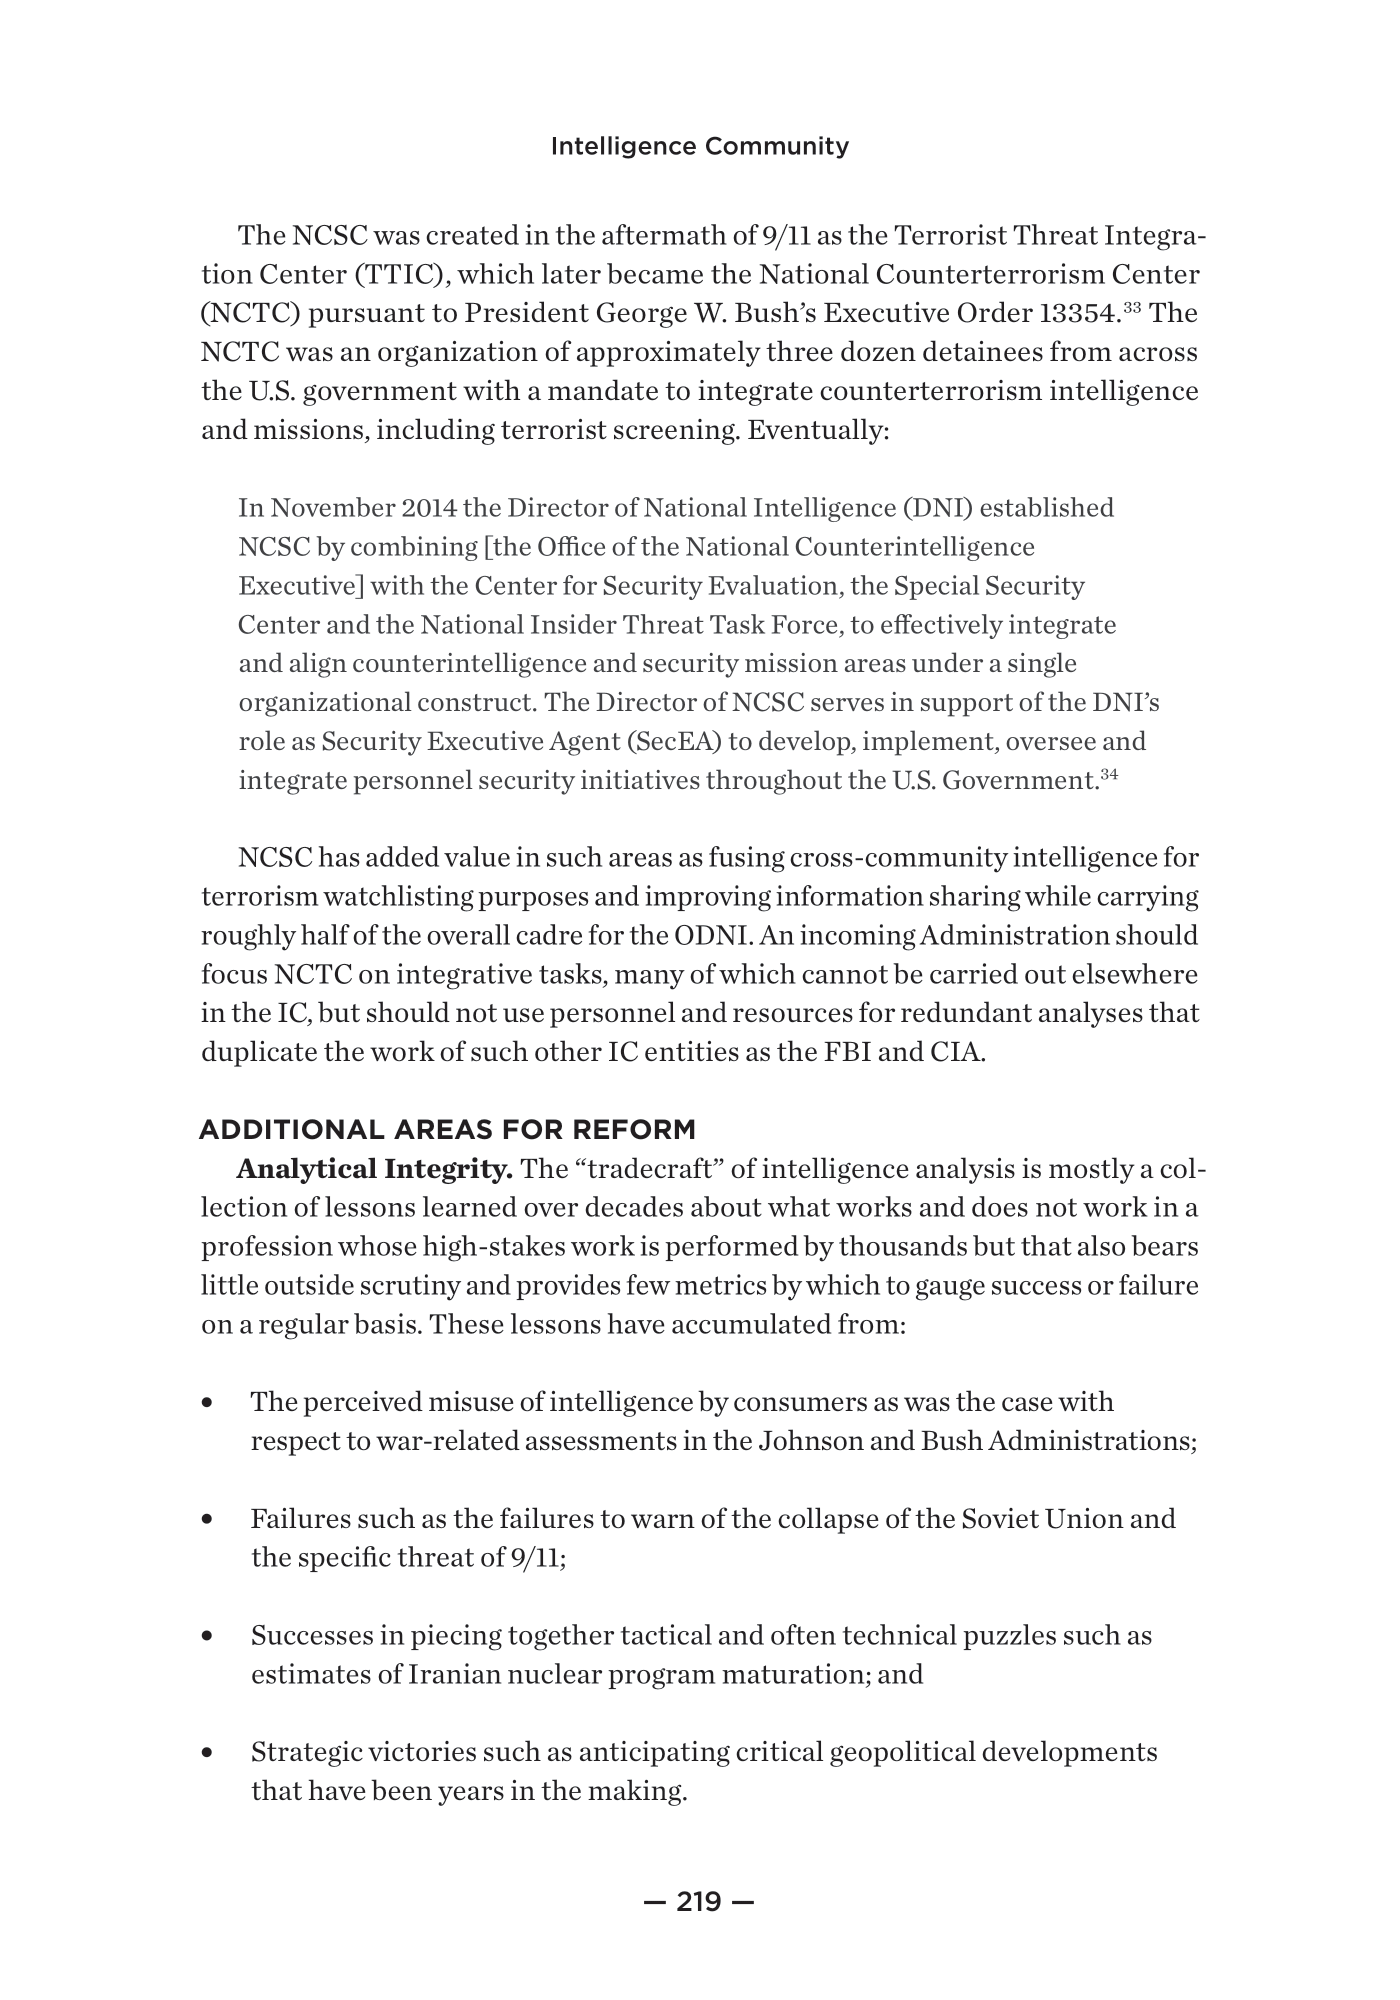 Intelligence Community
The NCSC was created in the aftermath of 9/11 as the Terrorist Threat Integra-
tion Center (TTIC), which later became the National Counterterrorism Center
(NCTC) pursuant to President George W. Bush’s Executive Order 13354.³³ The
NCTC was an organization of approximately three dozen detainees from across
the U.S. government with a mandate to integrate counterterrorism intelligence
and missions, including terrorist screening. Eventually:
In November 2014 the Director of National Intelligence (DNI) established
NCSC by combining [the Office of the National Counterintelligence
Executive] with the Center for Security Evaluation, the Special Security
Center and the National Insider Threat Task Force, to effectively integrate
and align counterintelligence and security mission areas under a single
organizational construct. The Director of NCSC serves in support of the DNI’s
role as Security Executive Agent (SecEA) to develop, implement, oversee and
integrate personnel security initiatives throughout the U.S. Government.³⁴
NCSC has added value in such areas as fusing cross-community intelligence for
terrorism watchlisting purposes and improving information sharing while carrying
roughly half of the overall cadre for the ODNI. An incoming Administration should
focus NCTC on integrative tasks, many of which cannot be carried out elsewhere
in the IC, but should not use personnel and resources for redundant analyses that
duplicate the work of such other IC entities as the FBI and CIA.
ADDITIONAL AREAS FOR REFORM
Analytical Integrity. The “tradecraft” of intelligence analysis is mostly a col-
lection of lessons learned over decades about what works and does not work in a
profession whose high-stakes work is performed by thousands but that also bears
little outside scrutiny and provides few metrics by which to gauge success or failure
on a regular basis. These lessons have accumulated from:
• The perceived misuse of intelligence by consumers as was the case with
respect to war-related assessments in the Johnson and Bush Administrations;
• Failures such as the failures to warn of the collapse of the Soviet Union and
the specific threat of 9/11;
• Successes in piecing together tactical and often technical puzzles such as
estimates of Iranian nuclear program maturation; and
• Strategic victories such as anticipating critical geopolitical developments
that have been years in the making.
— 219 —